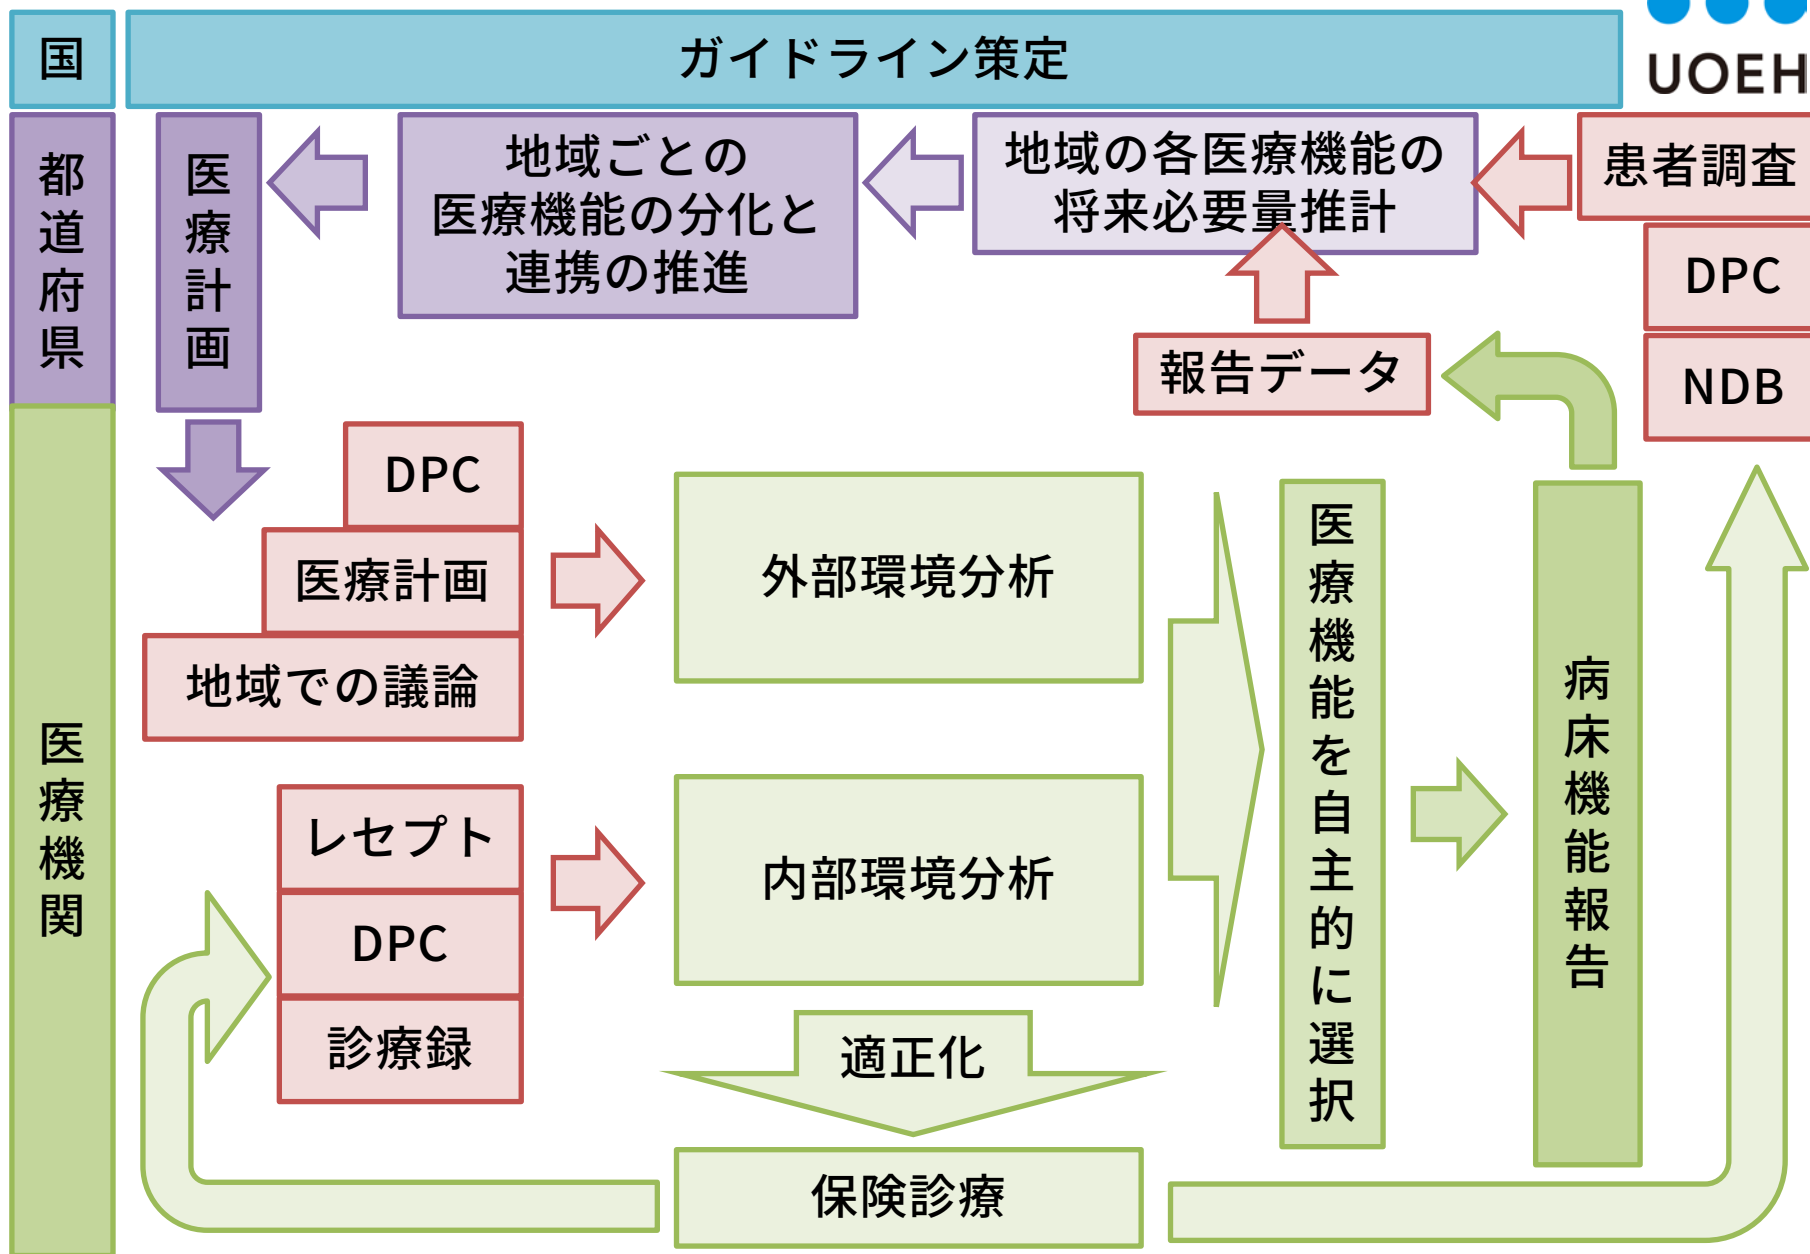 国
ガイドライン策定
UOEH
都道府県
医療計画
地域ごとの
医療機能の分化と
連携の推進
地域の各医療機能の
将来必要量推計
患者調査
DPC
NDB
報告データ
医療機関
DPC
医療計画
地域での議論
外部環境分析
医療機能を自主的に選択
病床機能報告
レセプト
DPC
診療録
内部環境分析
適正化
保険診療